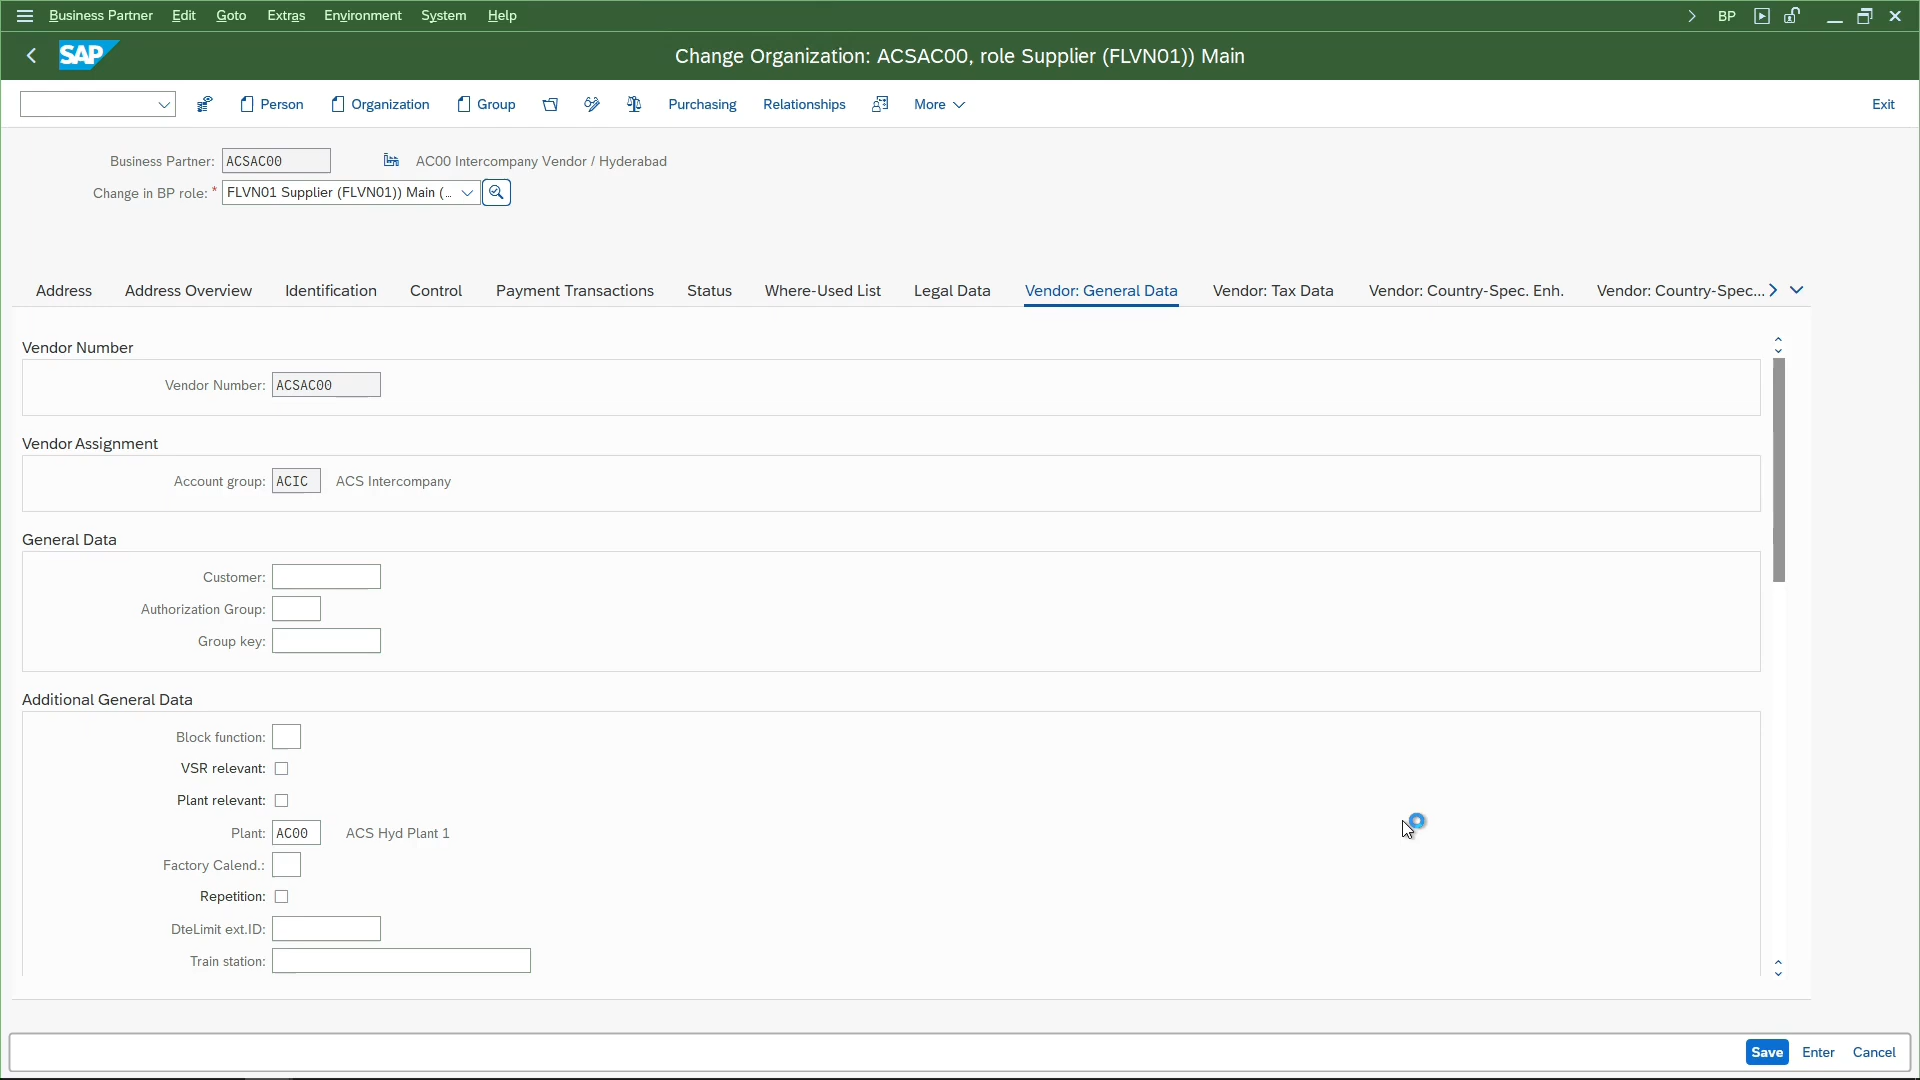 Business Partner Edit Goto Extras Environment System Help BP
SAP Change Organization: ACSAC00, role Supplier (FLVN01)) Main
Person Organization Group Purchasing Relationships More Exit
Business Partner: ACSAC00 AC00 Intercompany Vendor / Hyderabad
Change in BP role: * FLVN01 Supplier (FLVN01)) Main (...
Address Address Overview Identification Control Payment Transactions Status Where-Used List Legal Data Vendor: General Data Vendor: Tax Data Vendor: Country-Spec. Enh. Vendor: Country-Spec...
Vendor Number
Vendor Number: ACSAC00
Vendor Assignment
Account group: ACIC ACS Intercompany
General Data
Customer:
Authorization Group:
Group key:
Additional General Data
Block function:
VSR relevant:
Plant relevant:
Plant: AC00 ACS Hyd Plant 1
Factory Calend.:
Repetition:
DteLimit ext.ID:
Train station:
Save Enter Cancel